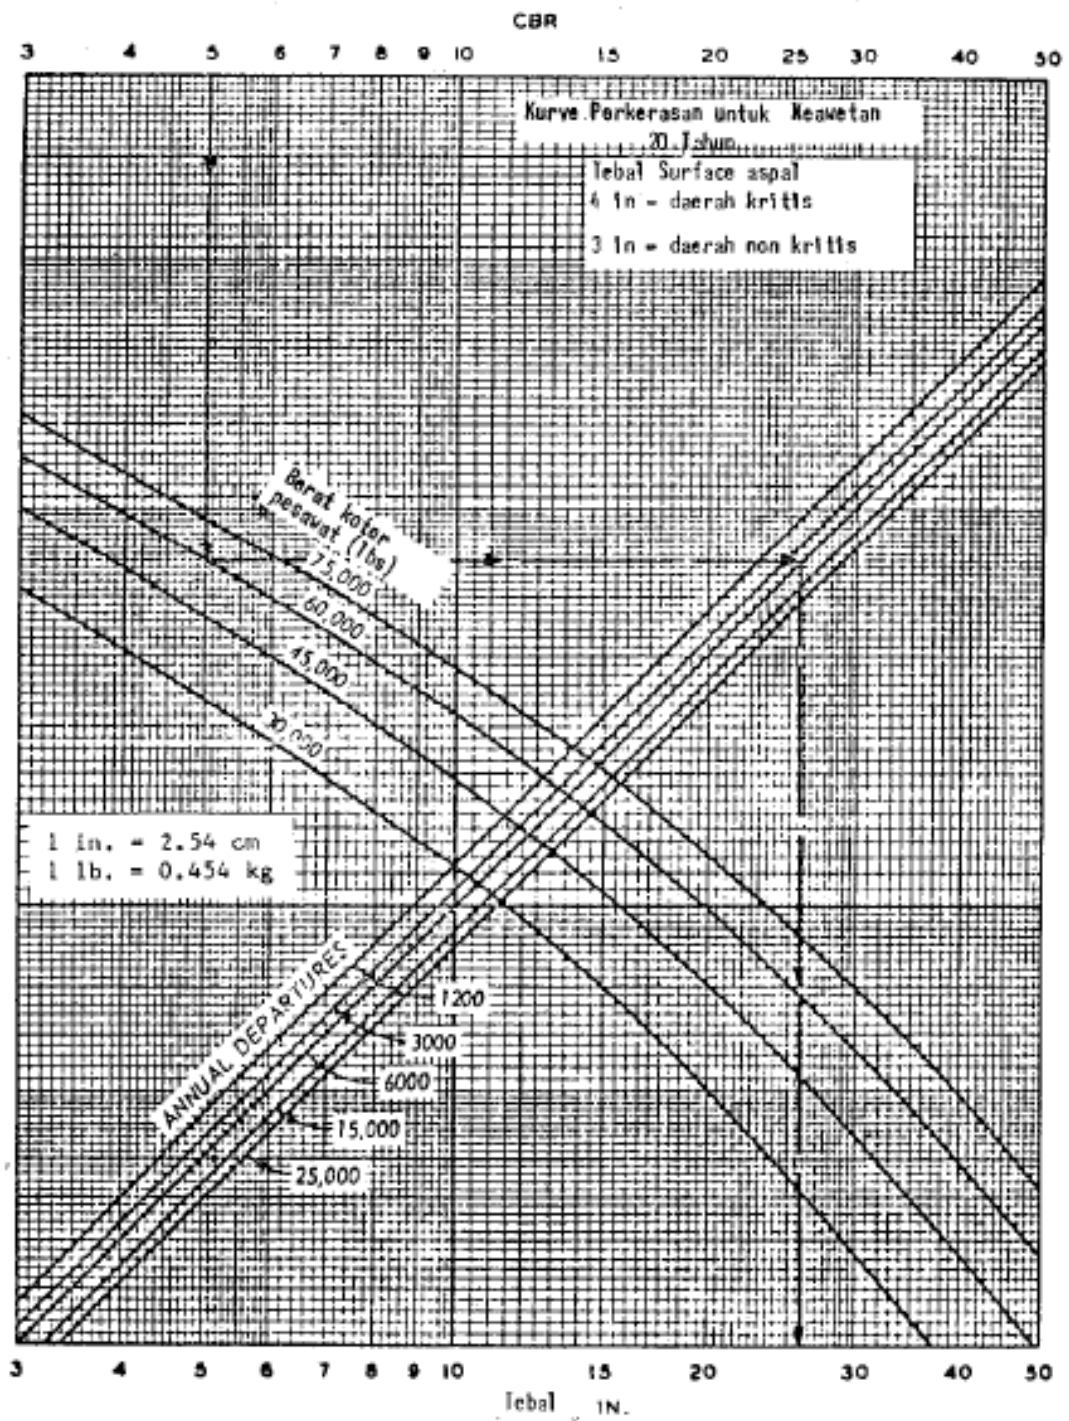 CBR
3 4 5 6 7 8 9 10 15 20 25 30 40 50
Kurve Perkerasan untuk Keawetan
20 Tahun
Tebal Surface aspal
4 in - daerah kritis
3 in - daerah non kritis
Berat kotor
pesawat (lbs)
75,000
60,000
45,000
30,000
1 in. = 2.54 cm
1 lb. = 0.454 kg
ANNUAL DEPARTURES
1200
3000
6000
15,000
25,000
3 4 5 6 7 8 9 10 15 20 30 40 50
Tebal IN.